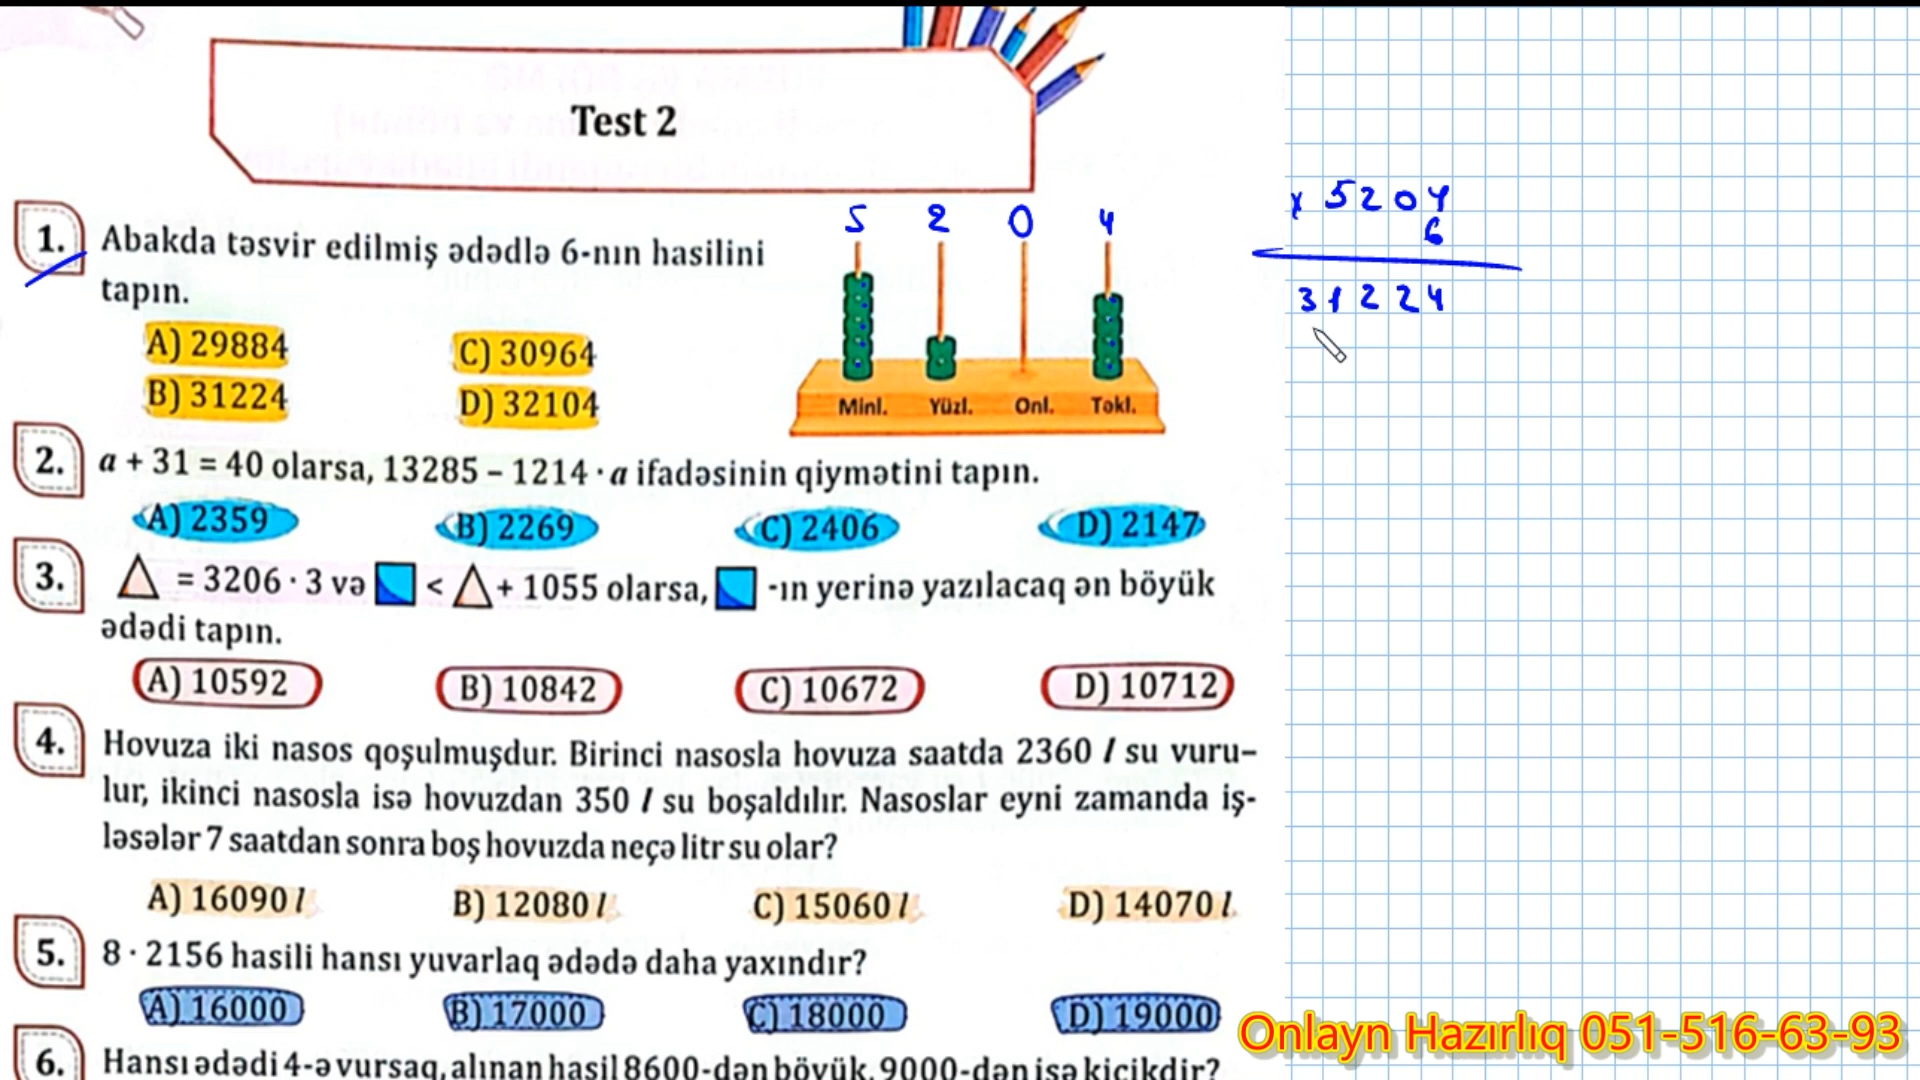 Test 2
5 2 0 4
1. Abakda təsvir edilmiş ədədlə 6-nın hasilini
tapın.
A) 29884 C) 30964
B) 31224 D) 32104
Minl. Yüzl. Onl. Təkl.
2. a + 31 = 40 olarsa, 13285 – 1214 · a ifadəsinin qiymətini tapın.
A) 2359 B) 2269 C) 2406 D) 2147
3. = 3206 · 3 və < + 1055 olarsa, -ın yerinə yazılacaq ən böyük
ədədi tapın.
A) 10592 B) 10842 C) 10672 D) 10712
4. Hovuza iki nasos qoşulmuşdur. Birinci nasosla hovuza saatda 2360 l su vuru–
lur, ikinci nasosla isə hovuzdan 350 l su boşaldılır. Nasoslar eyni zamanda iş-
ləsələr 7 saatdan sonra boş hovuzda neçə litr su olar?
A) 16090 l B) 12080 l C) 15060 l D) 14070 l
5. 8 · 2156 hasili hansı yuvarlaq ədədə daha yaxındır?
A) 16000 B) 17000 C) 18000 D) 19000
6. Hansı ədədi 4-ə vursaq, alınan hasil 8600-dən böyük, 9000-dən isə kiçikdir?
x 5204
6
31224
Onlayn Hazırlıq 051-516-63-93